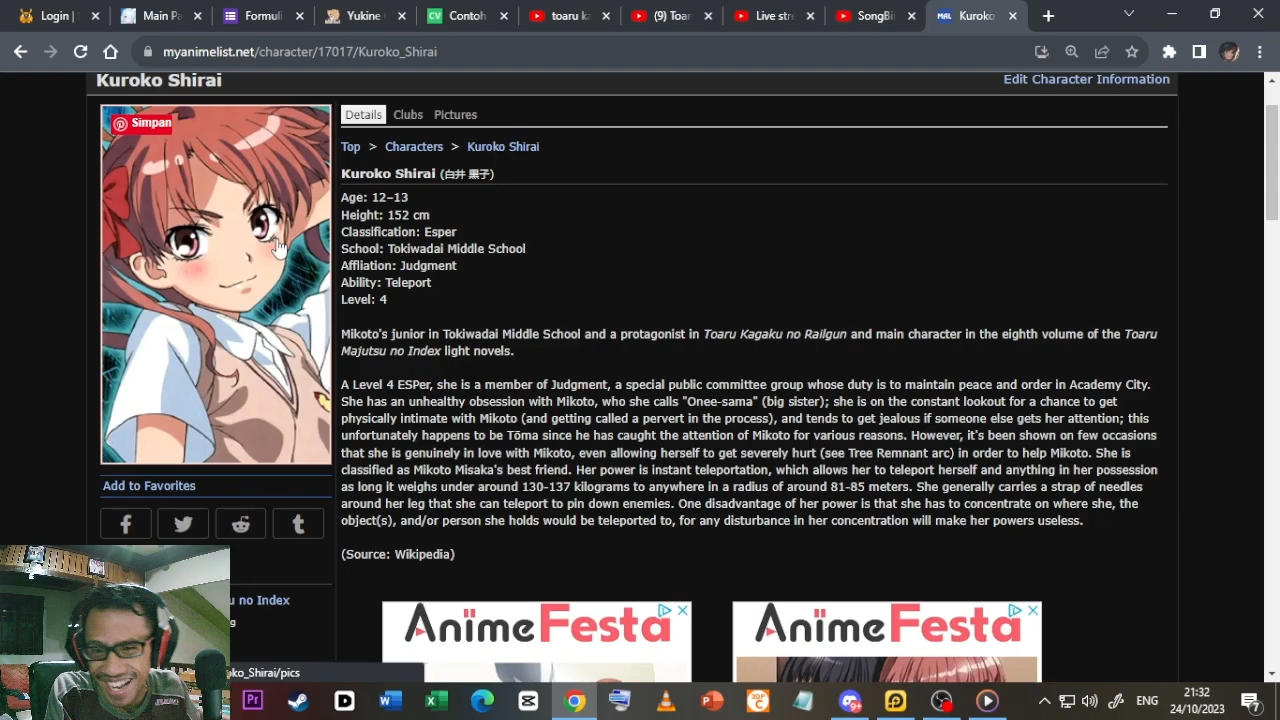 Login |
Main Pa
Formuli
Yukine
Contoh
toaru ka
(9) Toar
Live stre
SongBir
Kuroko
myanimelist.net/character/17017/Kuroko_Shirai
Kuroko Shirai
Edit Character Information
Simpan
Details Clubs Pictures
Top > Characters > Kuroko Shirai
Kuroko Shirai (白井 黒子)
Age: 12–13
Height: 152 cm
Classification: Esper
School: Tokiwadai Middle School
Affliation: Judgment
Ability: Teleport
Level: 4
Mikoto's junior in Tokiwadai Middle School and a protagonist in Toaru Kagaku no Railgun and main character in the eighth volume of the Toaru
Majutsu no Index light novels.
A Level 4 ESPer, she is a member of Judgment, a special public committee group whose duty is to maintain peace and order in Academy City.
She has an unhealthy obsession with Mikoto, who she calls "Onee-sama" (big sister); she is on the constant lookout for a chance to get
physically intimate with Mikoto (and getting called a pervert in the process), and tends to get jealous if someone else gets her attention; this
unfortunately happens to be Tōma since he has caught the attention of Mikoto for various reasons. However, it's been shown on few occasions
that she is genuinely in love with Mikoto, even allowing herself to get severely hurt (see Tree Remnant arc) in order to help Mikoto. She is
classified as Mikoto Misaka's best friend. Her power is instant teleportation, which allows her to teleport herself and anything in her possession
as long it weighs under around 130-137 kilograms to anywhere in a radius of around 81-85 meters. She generally carries a strap of needles
around her leg that she can teleport to pin down enemies. One disadvantage of her power is that she has to concentrate on where she, the
object(s), and/or person she holds would be teleported to, for any disturbance in her concentration will make her powers useless.
(Source: Wikipedia)
Add to Favorites
u no Index
g
AnimeFesta
AnimeFesta
ko_Shirai/pics
ENG
21:32
24/10/2023